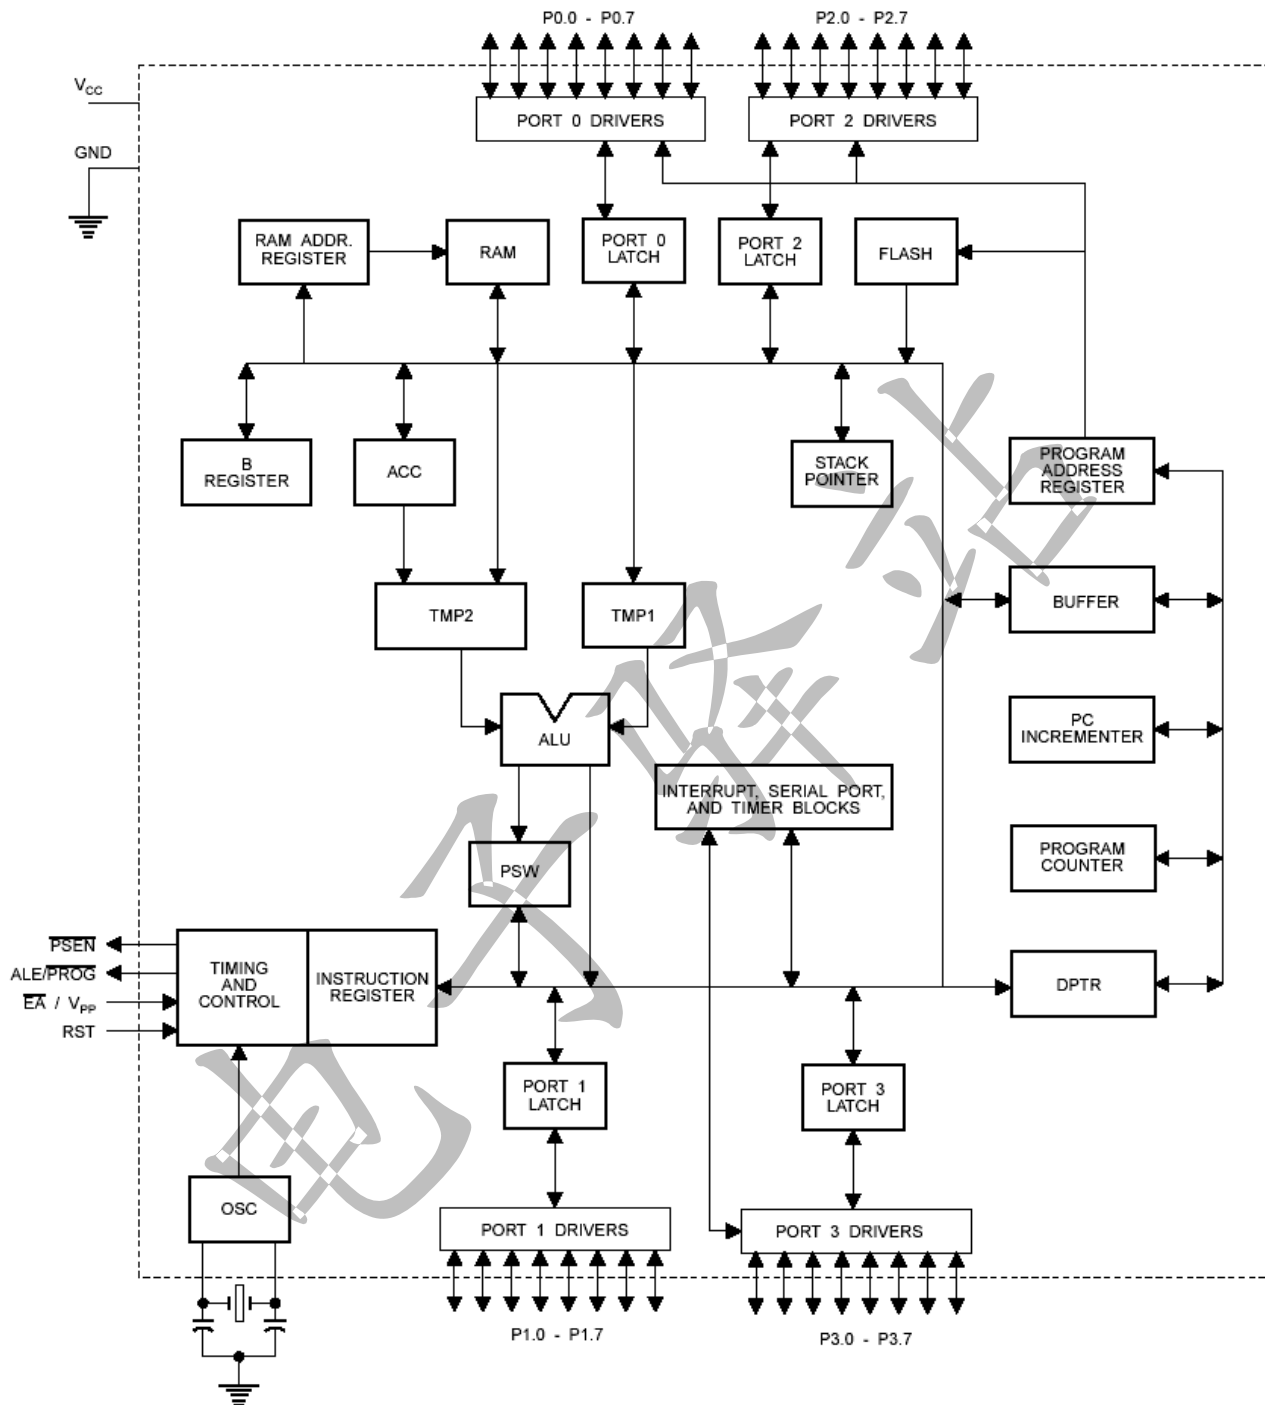 P0.0 - P0.7
P2.0 - P2.7
VCC
PORT 0 DRIVERS
PORT 2 DRIVERS
GND
RAM ADDR.
REGISTER
RAM
PORT 0
LATCH
PORT 2
LATCH
FLASH
B
REGISTER
ACC
STACK
POINTER
PROGRAM
ADDRESS
REGISTER
TMP2
TMP1
BUFFER
ALU
PC
INCREMENTER
INTERRUPT, SERIAL PORT,
AND TIMER BLOCKS
PSW
PROGRAM
COUNTER
PSEN
ALE/PROG
EA / VPP
RST
TIMING
AND
CONTROL
INSTRUCTION
REGISTER
DPTR
PORT 1
LATCH
PORT 3
LATCH
OSC
PORT 1 DRIVERS
PORT 3 DRIVERS
P1.0 - P1.7
P3.0 - P3.7
电子驿站